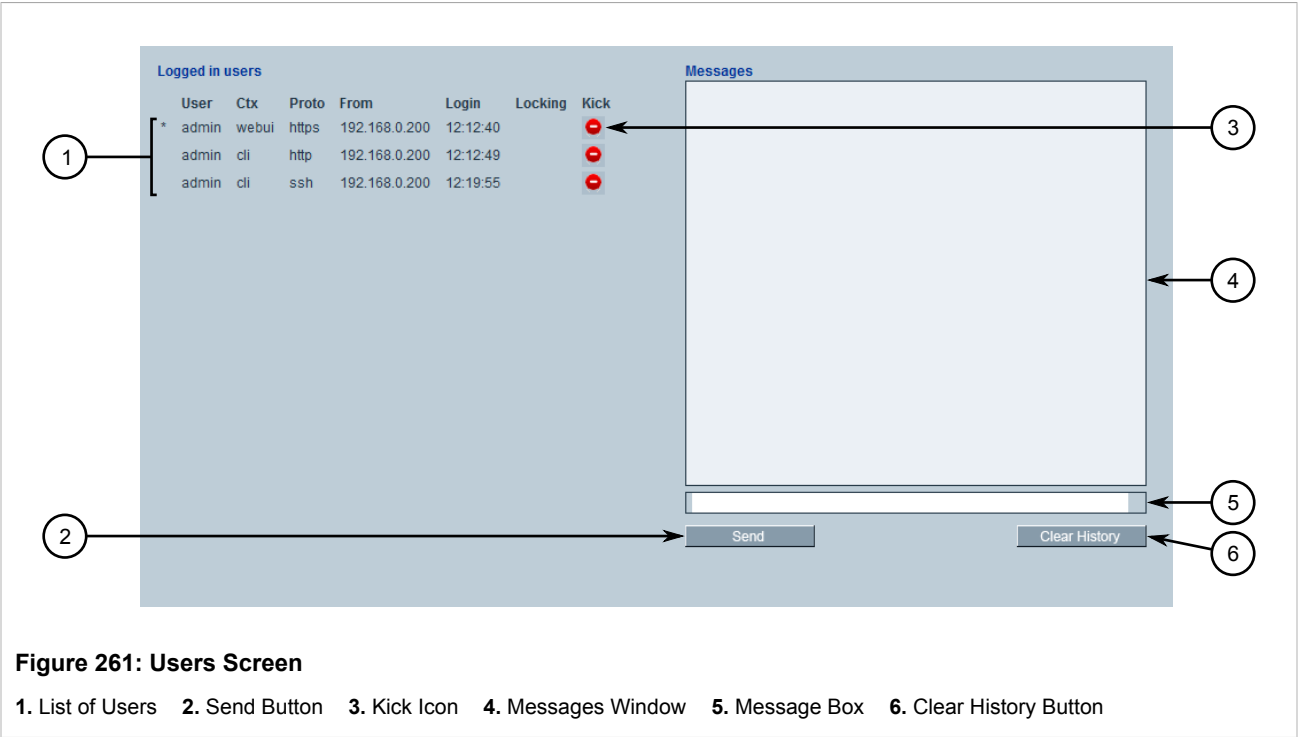 Logged in users
User Ctx Proto From Login Locking Kick
* admin webui https 192.168.0.200 12:12:40
admin cli http 192.168.0.200 12:12:49
admin cli ssh 192.168.0.200 12:19:55
Messages
Send
Clear History
1
2
3
4
5
6
Figure 261: Users Screen
1. List of Users 2. Send Button 3. Kick Icon 4. Messages Window 5. Message Box 6. Clear History Button